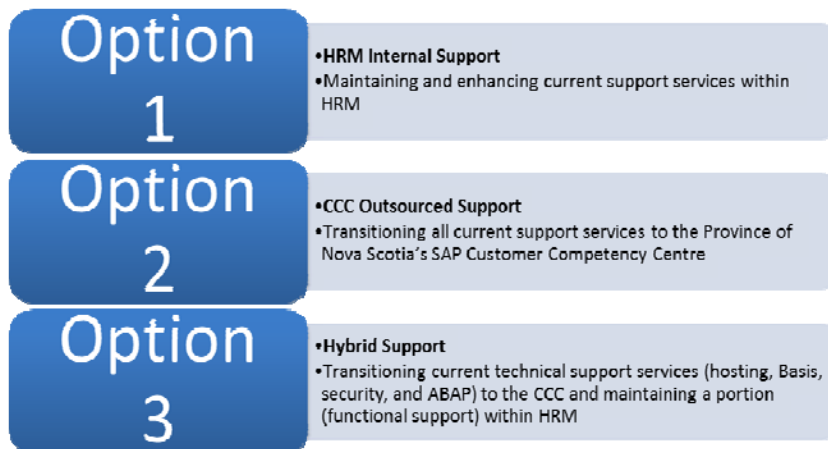 Option
1
•HRM Internal Support
•Maintaining and enhancing current support services within
HRM
Option
2
•CCC Outsourced Support
•Transitioning all current support services to the Province of
Nova Scotia's SAP Customer Competency Centre
Option
3
•Hybrid Support
•Transitioning current technical support services (hosting, Basis,
security, and ABAP) to the CCC and maintaining a portion
(functional support) within HRM